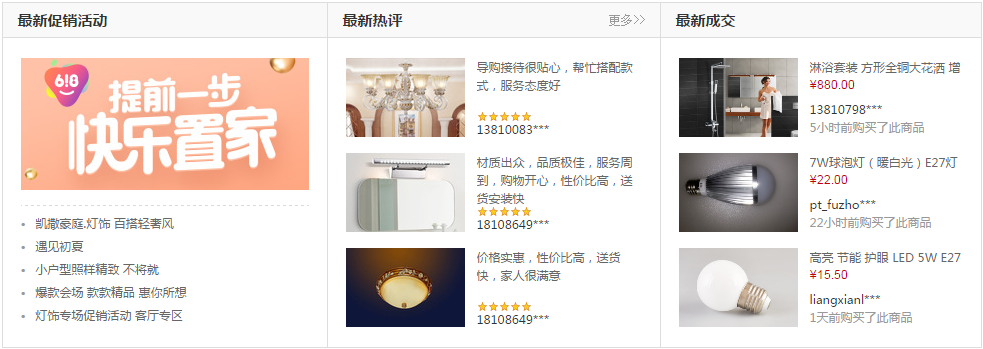 最新促销活动
618
提前一步
快乐置家
凯撒豪庭.灯饰 百搭轻奢风
遇见初夏
小户型照样精致 不将就
爆款会场 款款精品 惠你所想
灯饰专场促销活动 客厅专区
最新热评
更多>>
导购接待很贴心，帮忙搭配款
式，服务态度好
13810083***
材质出众，品质极佳，服务周
到，购物开心，性价比高，送
货安装快
18108649***
价格实惠，性价比高，送货
快，家人很满意
18108649***
最新成交
淋浴套装 方形全铜大花洒 增
¥880.00
13810798***
5小时前购买了此商品
7W球泡灯（暖白光）E27灯
¥22.00
pt_fuzho***
22小时前购买了此商品
高亮 节能 护眼 LED 5W E27
¥15.50
liangxianl***
1天前购买了此商品